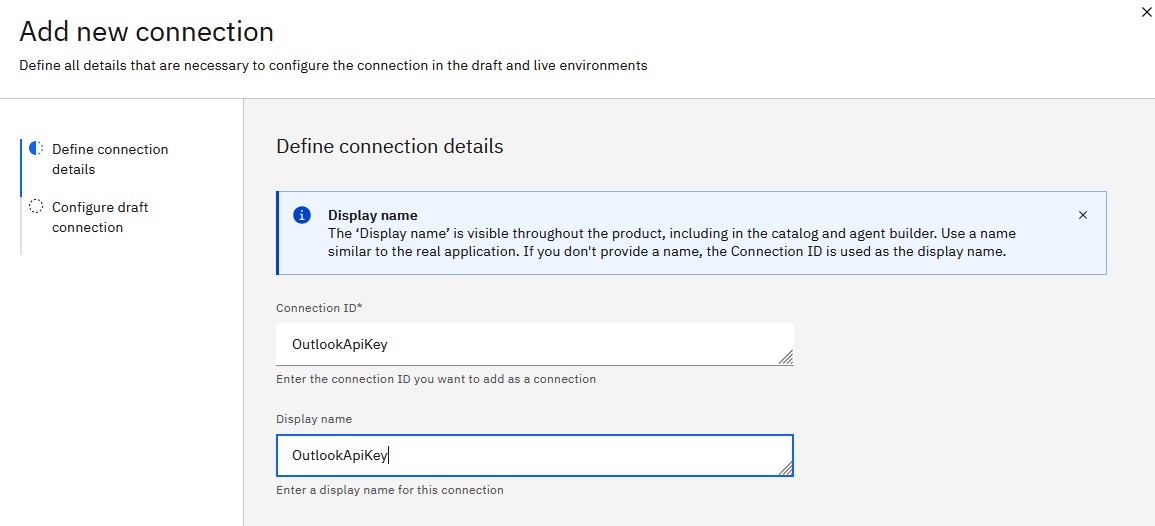 Add new connection
Define all details that are necessary to configure the connection in the draft and live environments
Define connection
details
Configure draft
connection
Define connection details
Display name
The ‘Display name’ is visible throughout the product, including in the catalog and agent builder. Use a name
similar to the real application. If you don't provide a name, the Connection ID is used as the display name.
Connection ID*
OutlookApiKey
Enter the connection ID you want to add as a connection
Display name
OutlookApiKey
Enter a display name for this connection